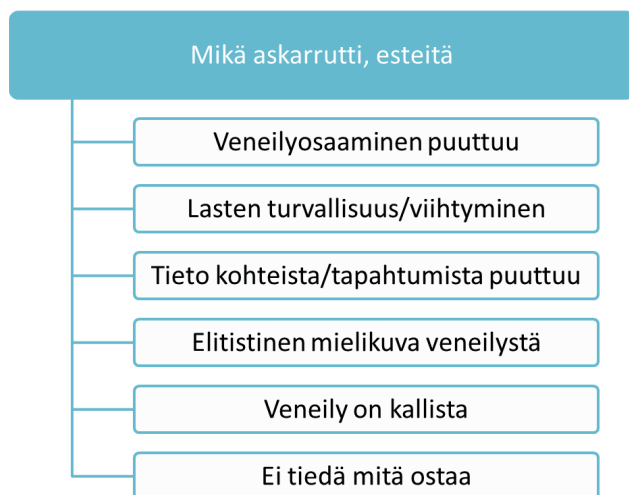 Mikä askarrutti, esteitä
Veneilyosaaminen puuttuu
Lasten turvallisuus/viihtyminen
Tieto kohteista/tapahtumista puuttuu
Elitistinen mielikuva veneilystä
Veneily on kallista
Ei tiedä mitä ostaa